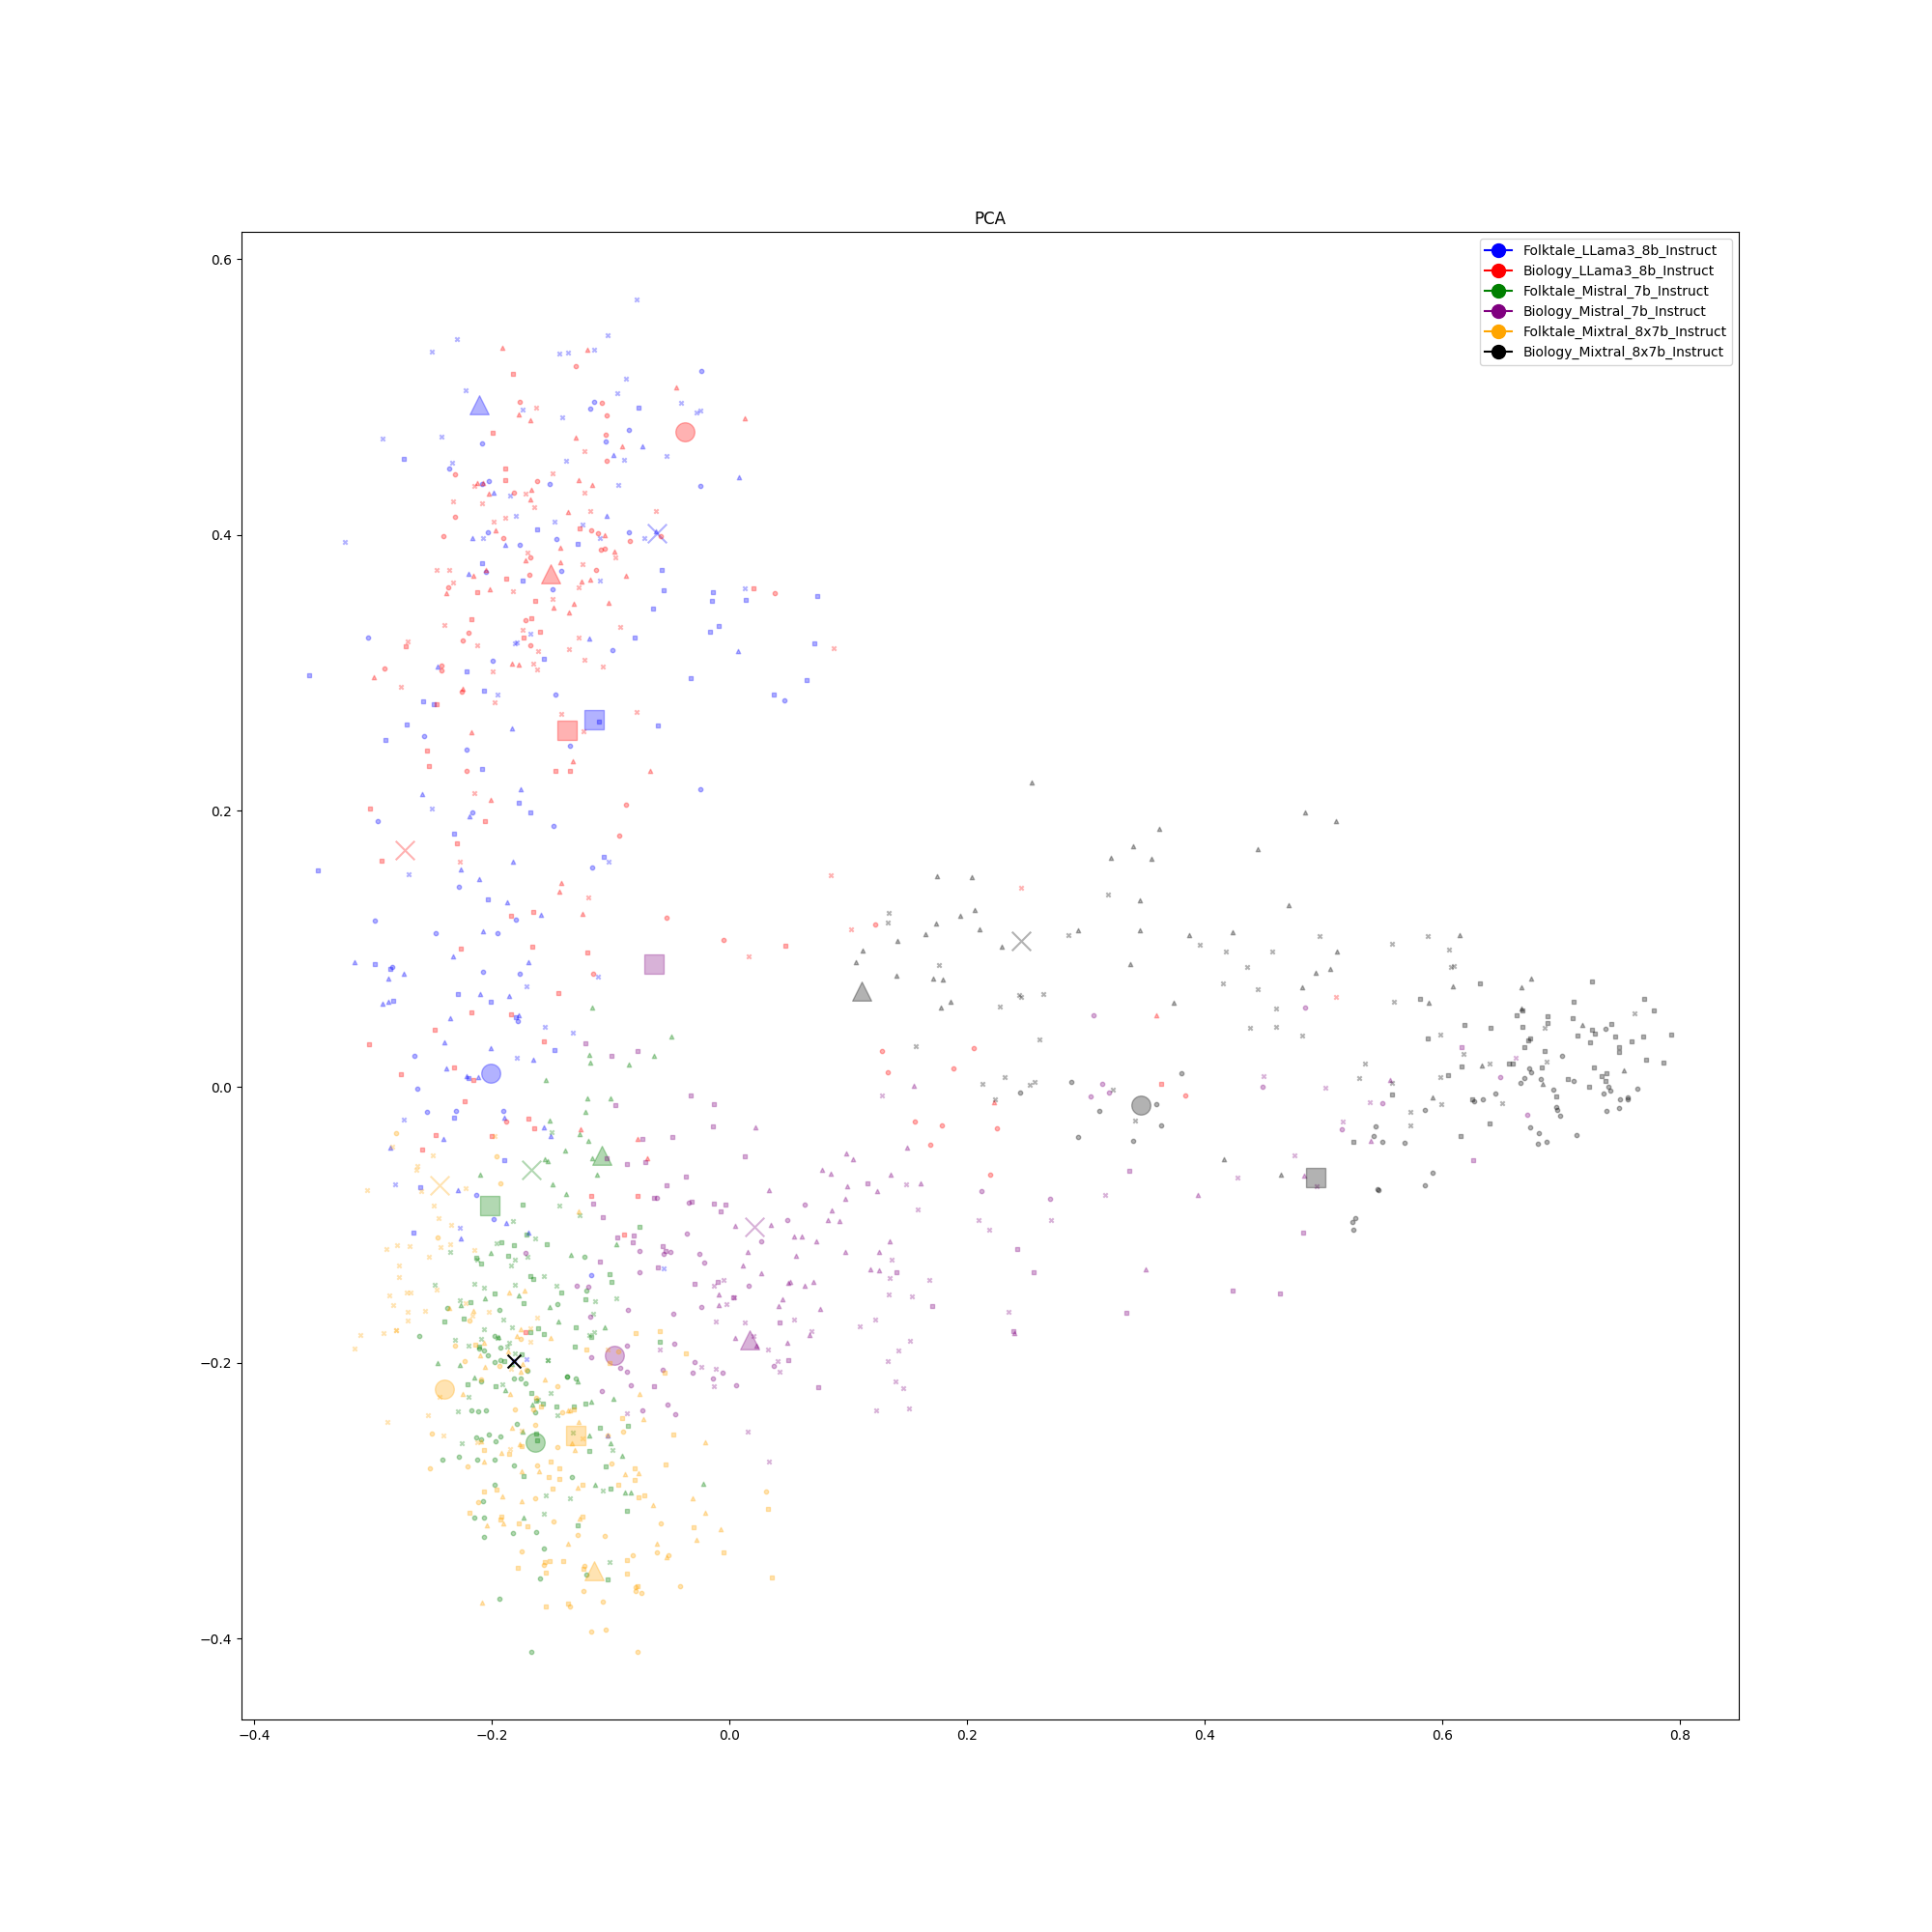 PCA
Folktale_LLama3_8b_Instruct
Biology_LLama3_8b_Instruct
Folktale_Mistral_7b_Instruct
Biology_Mistral_7b_Instruct
Folktale_Mixtral_8x7b_Instruct
Biology_Mixtral_8x7b_Instruct
0.6
0.4
0.2
0.0
−0.2
−0.4
−0.4 −0.2 0.0 0.2 0.4 0.6 0.8